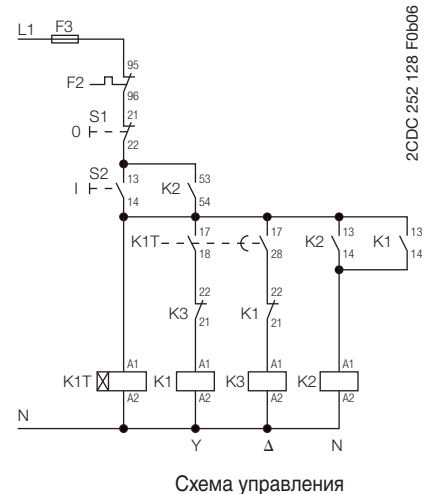 L1 F3
2CDC 252 128 F0b06
95
F2
96
S1 21
0
22
S2 13 K2 53
I
14 54
K1T 17 17 K2 13 K1 13
18 28 14 14
K3 22 K1 22
21 21
K1T A1 K1 A1 K3 A1 K2 A1
A2 A2 A2 A2
N
Y Δ N
Схема управления